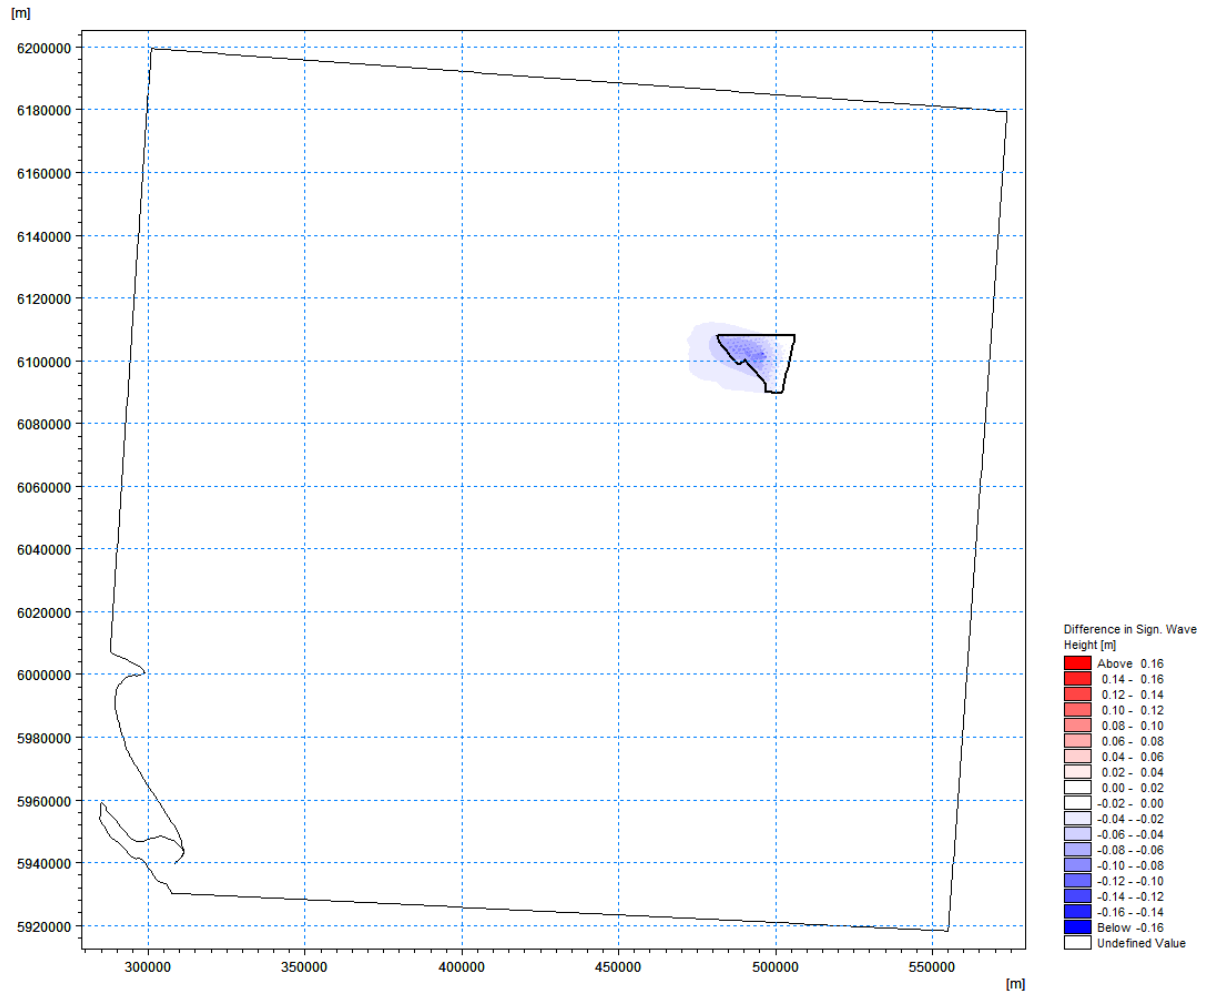 [m]
6200000
6180000
6160000
6140000
6120000
6100000
6080000
6060000
6040000
6020000
6000000
5980000
5960000
5940000
5920000
300000 350000 400000 450000 500000 550000
[m]
Difference in Sign. Wave
Height [m]
Above 0.16
0.14 - 0.16
0.12 - 0.14
0.10 - 0.12
0.08 - 0.10
0.06 - 0.08
0.04 - 0.06
0.02 - 0.04
0.00 - 0.02
-0.02 - 0.00
-0.04 - -0.02
-0.06 - -0.04
-0.08 - -0.06
-0.10 - -0.08
-0.12 - -0.10
-0.14 - -0.12
-0.16 - -0.14
Below -0.16
Undefined Value